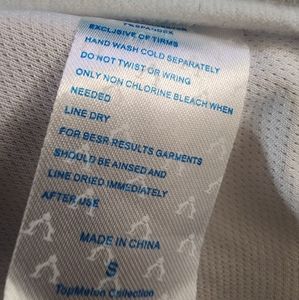 EXCLUSIVE OF TIRMS
HAND WASH COLD SEPARATELY
DO NOT TWIST OR WRING
ONLY NON CHLORINE BLEACH WHEN
NEEDED
LINE DRY
FOR BESR RESULTS GARMENTS
SHOULD BE AINSED AND
LINE DRIED IMMEDIATELY
AFTER USE
MADE IN CHINA
S
TopMelon Collection